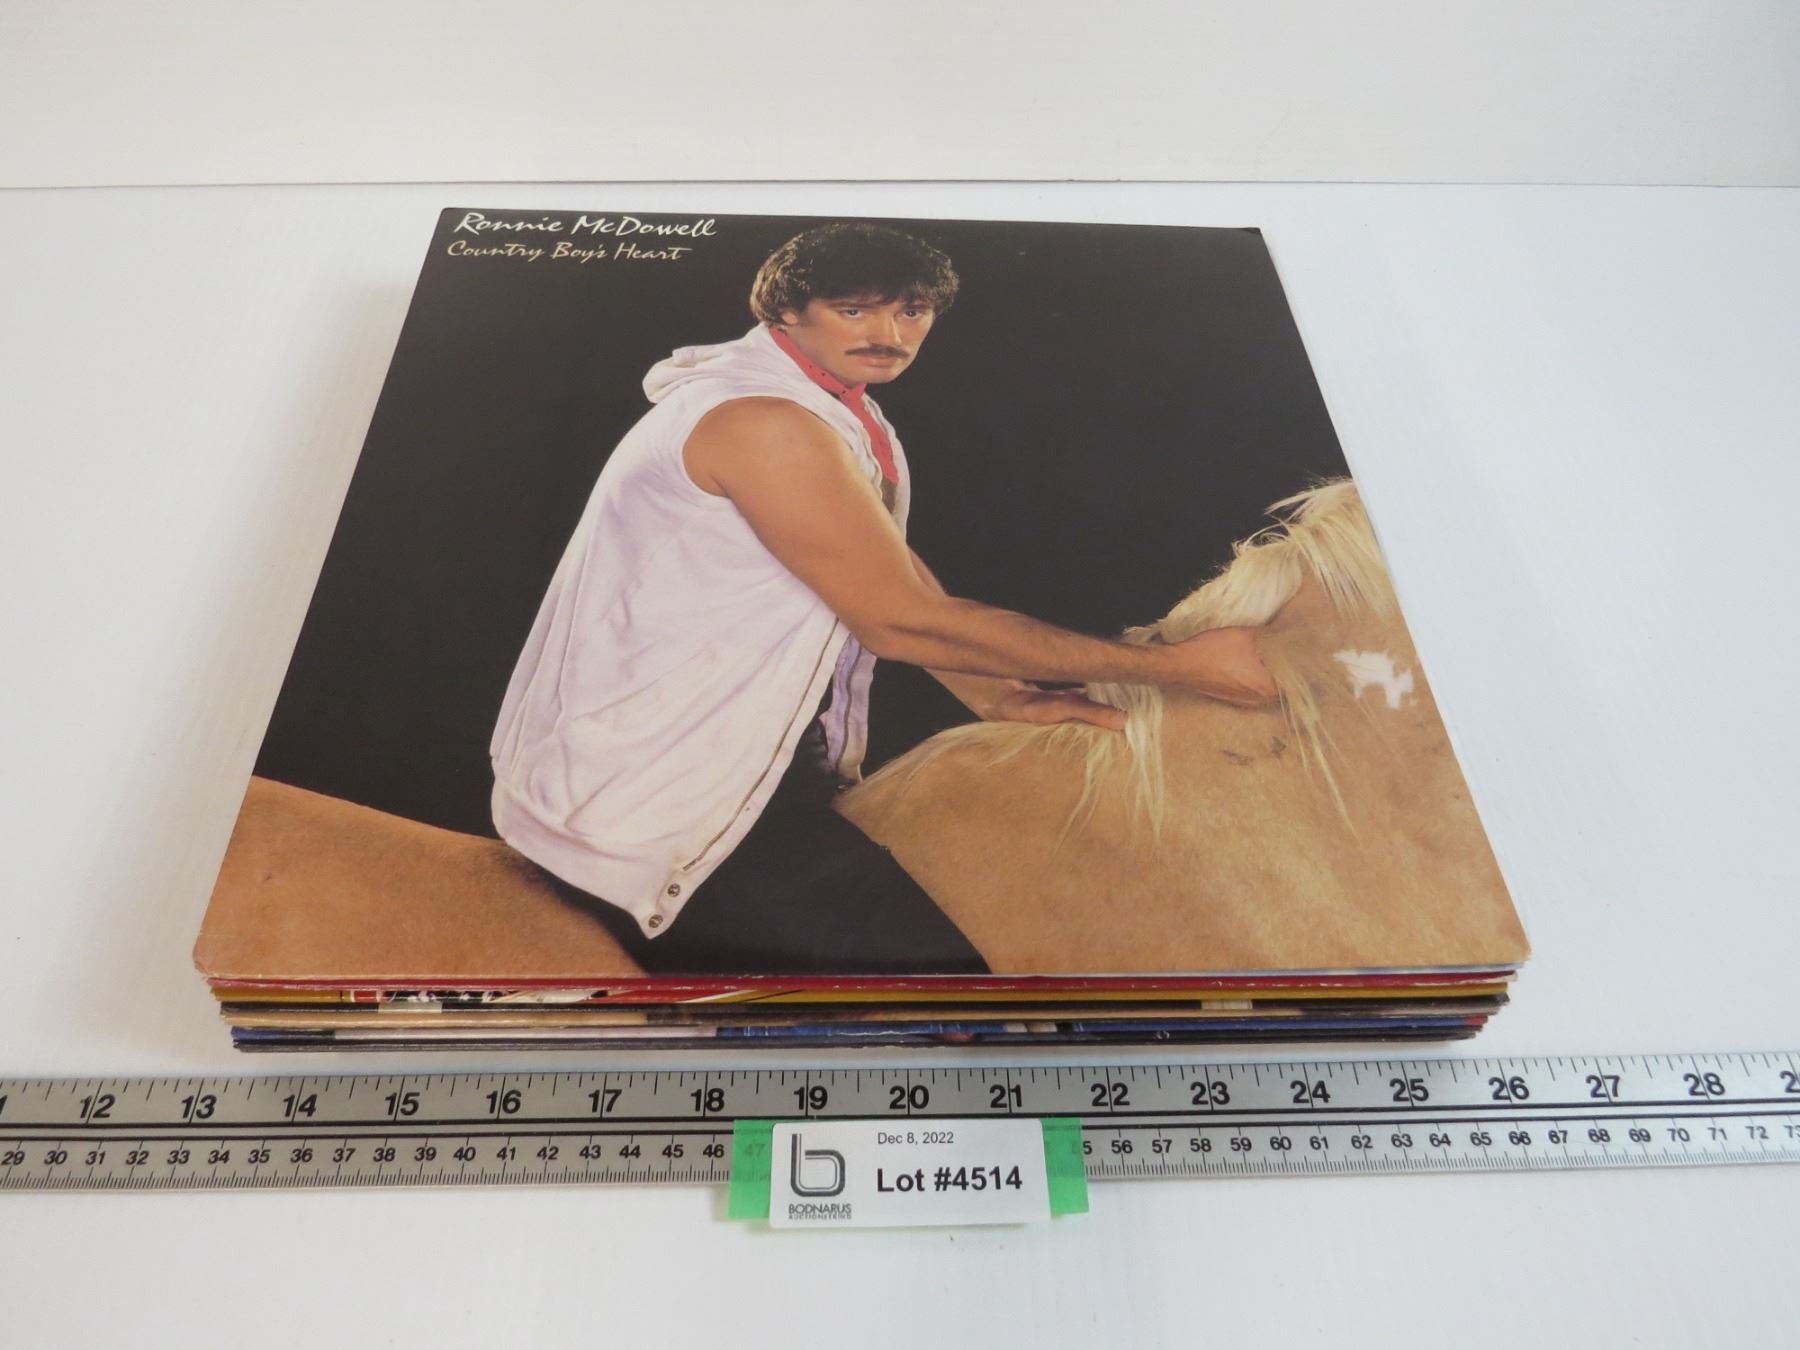 Ronnie McDowell
Country Boy's Heart
12 13 14 15 16 17 18 19 20 21 22 23 24 25 26 27 28
29 30 31 32 33 34 35 36 37 38 39 40 41 42 43 44 45 46 47 55 56 57 58 59 60 61 62 63 64 65 66 67 68 69 70 71 72 73
Dec 8, 2022
Lot #4514
BODNARUS
AUCTIONEERING